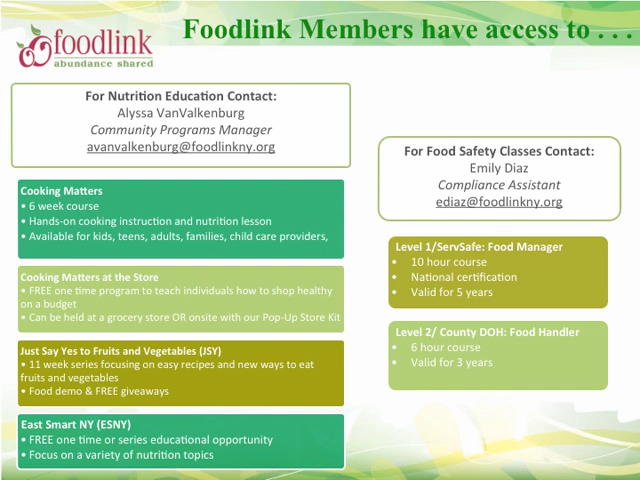 foodlink
abundance shared
Foodlink Members have access to . . .
For Nutrition Education Contact:
Alyssa VanValkenburg
Community Programs Manager
avanvalkenburg@foodlinkny.org
Cooking Matters
• 6 week course
• Hands-on cooking instruction and nutrition lesson
• Available for kids, teens, adults, families, child care providers,
Cooking Matters at the Store
• FREE one time program to teach individuals how to shop healthy
on a budget
• Can be held at a grocery store OR onsite with our Pop-Up Store Kit
Just Say Yes to Fruits and Vegetables (JSY)
• 11 week series focusing on easy recipes and new ways to eat
fruits and vegetables
• Food demo & FREE giveaways
East Smart NY (ESNY)
• FREE one time or series educational opportunity
• Focus on a variety of nutrition topics
For Food Safety Classes Contact:
Emily Diaz
Compliance Assistant
ediaz@foodlinkny.org
Level 1/ServSafe: Food Manager
• 10 hour course
• National certification
• Valid for 5 years
Level 2/ County DOH: Food Handler
• 6 hour course
• Valid for 3 years